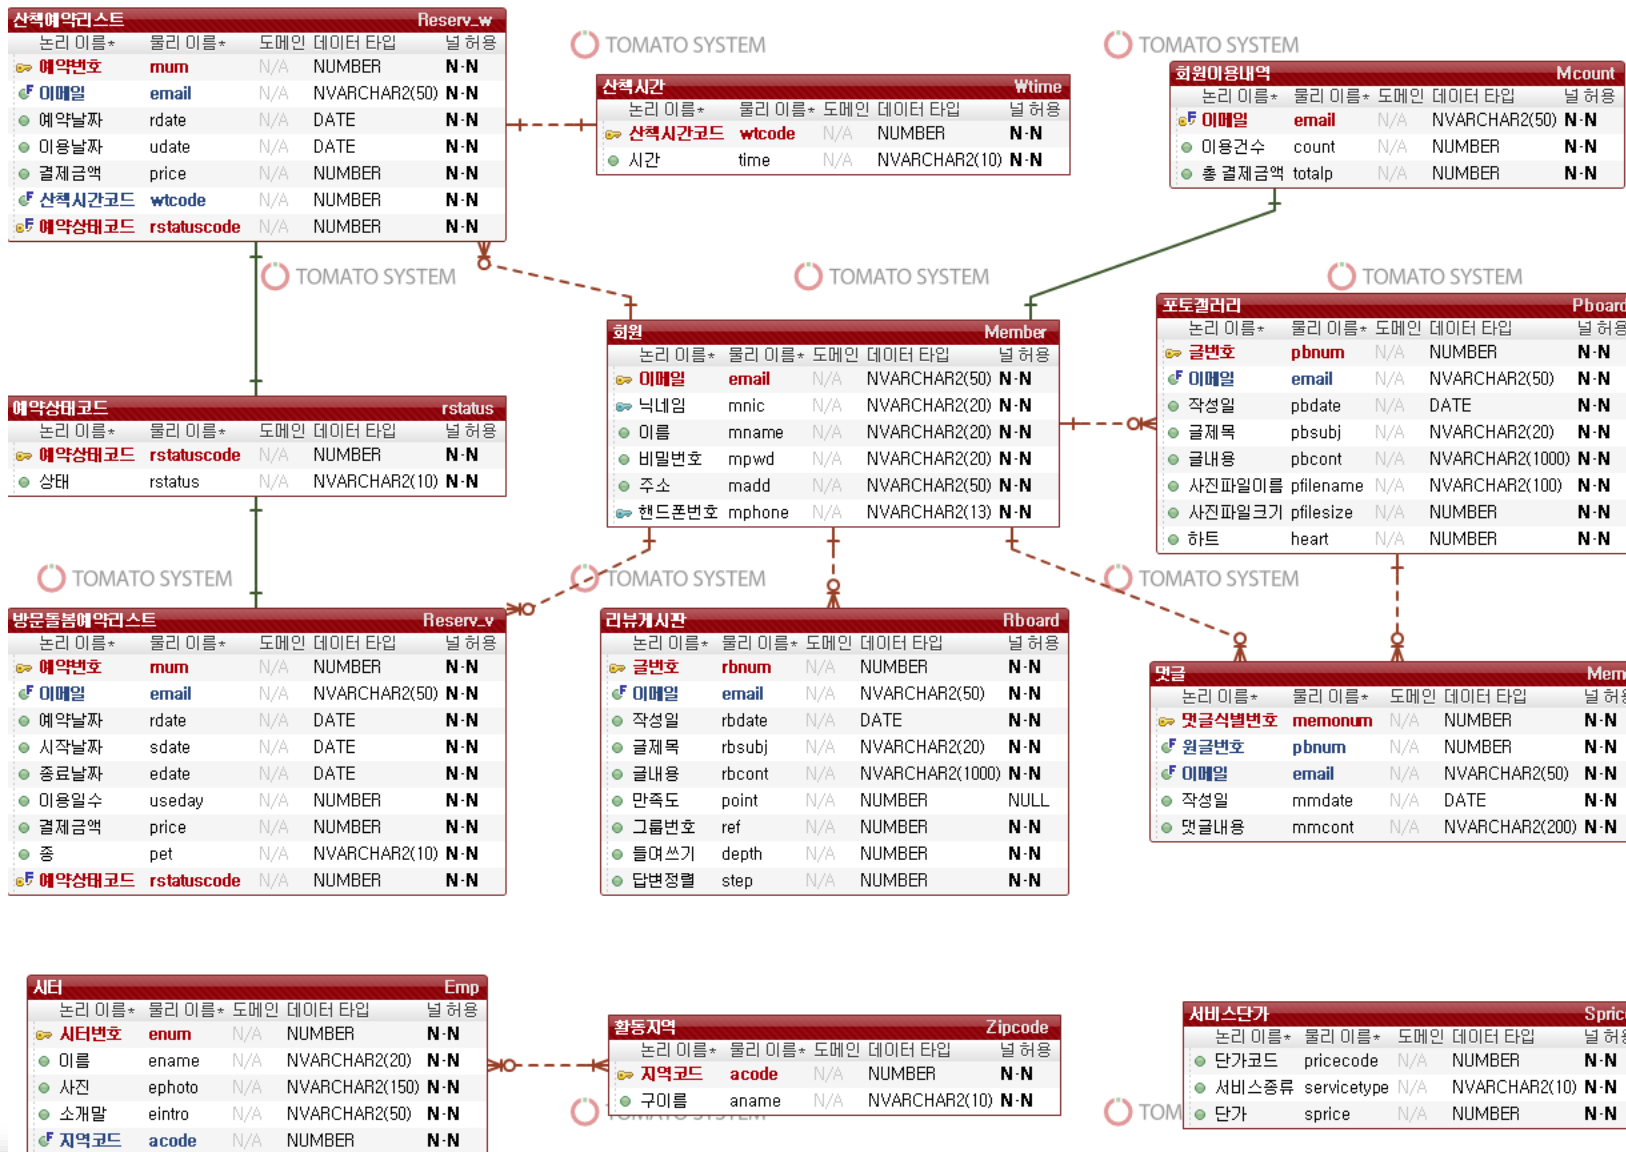 산책예약리스트 Reserv_w
논리 이름* 물리 이름* 도메인 데이터 타입 널 허용
예약번호 rnum N/A NUMBER N-N
이메일 email N/A NVARCHAR2(50) N-N
예약날짜 rdate N/A DATE N-N
이용날짜 udate N/A DATE N-N
결제금액 price N/A NUMBER N-N
산책시간코드 wtcode N/A NUMBER N-N
예약상태코드 rstatuscode N/A NUMBER N-N
TOMATO SYSTEM
산책시간 Wtime
논리 이름* 물리 이름* 도메인 데이터 타입 널 허용
산책시간코드 wtcode N/A NUMBER N-N
시간 time N/A NVARCHAR2(10) N-N
TOMATO SYSTEM
회원이용내역 Mcount
논리 이름* 물리 이름* 도메인 데이터 타입 널 허용
이메일 email N/A NVARCHAR2(50) N-N
이용건수 count N/A NUMBER N-N
총 결제금액 totalp N/A NUMBER N-N
TOMATO SYSTEM
TOMATO SYSTEM
TOMATO SYSTEM
회원 Member
논리 이름* 물리 이름* 도메인 데이터 타입 널 허용
이메일 email N/A NVARCHAR2(50) N-N
닉네임 mnic N/A NVARCHAR2(20) N-N
이름 mname N/A NVARCHAR2(20) N-N
비밀번호 mpwd N/A NVARCHAR2(20) N-N
주소 madd N/A NVARCHAR2(50) N-N
핸드폰번호 mphone N/A NVARCHAR2(13) N-N
포토갤러리 Pboard
논리 이름* 물리 이름* 도메인 데이터 타입 널 허용
글번호 pbnum N/A NUMBER N-N
이메일 email N/A NVARCHAR2(50) N-N
작성일 pbdate N/A DATE N-N
글제목 pbsubj N/A NVARCHAR2(20) N-N
글내용 pbcont N/A NVARCHAR2(1000) N-N
사진파일이름 pfilename N/A NVARCHAR2(100) N-N
사진파일크기 pfilesize N/A NUMBER N-N
하트 heart N/A NUMBER N-N
예약상태코드 rstatus
논리 이름* 물리 이름* 도메인 데이터 타입 널 허용
예약상태코드 rstatuscode N/A NUMBER N-N
상태 rstatus N/A NVARCHAR2(10) N-N
TOMATO SYSTEM
TOMATO SYSTEM
TOMATO SYSTEM
방문돌봄예약리스트 Reserv_v
논리 이름* 물리 이름* 도메인 데이터 타입 널 허용
예약번호 rnum N/A NUMBER N-N
이메일 email N/A NVARCHAR2(50) N-N
예약날짜 rdate N/A DATE N-N
시작날짜 sdate N/A DATE N-N
종료날짜 edate N/A DATE N-N
이용일수 useday N/A NUMBER N-N
결제금액 price N/A NUMBER N-N
종 pet N/A NVARCHAR2(10) N-N
예약상태코드 rstatuscode N/A NUMBER N-N
리뷰게시판 Rboard
논리 이름* 물리 이름* 도메인 데이터 타입 널 허용
글번호 rbnum N/A NUMBER N-N
이메일 email N/A NVARCHAR2(50) N-N
작성일 rbdate N/A DATE N-N
글제목 rbsubj N/A NVARCHAR2(20) N-N
글내용 rbcont N/A NVARCHAR2(1000) N-N
만족도 point N/A NUMBER NULL
그룹번호 ref N/A NUMBER N-N
들여쓰기 depth N/A NUMBER N-N
답변정렬 step N/A NUMBER N-N
댓글 Mem
논리 이름* 물리 이름* 도메인 데이터 타입 널 허용
댓글식별번호 memonum N/A NUMBER N-N
원글번호 pbnum N/A NUMBER N-N
이메일 email N/A NVARCHAR2(50) N-N
작성일 mmdate N/A DATE N-N
댓글내용 mmcont N/A NVARCHAR2(200) N-N
시터 Emp
논리 이름* 물리 이름* 도메인 데이터 타입 널 허용
시터번호 enum N/A NUMBER N-N
이름 ename N/A NVARCHAR2(20) N-N
사진 ephoto N/A NVARCHAR2(150) N-N
소개말 eintro N/A NVARCHAR2(50) N-N
지역코드 acode N/A NUMBER N-N
활동지역 Zipcode
논리 이름* 물리 이름* 도메인 데이터 타입 널 허용
지역코드 acode N/A NUMBER N-N
구이름 aname N/A NVARCHAR2(10) N-N
TOMATO SYSTEM
서비스단가 Sprice
논리 이름* 물리 이름* 도메인 데이터 타입 널 허용
단가코드 pricecode N/A NUMBER N-N
서비스종류 servicetype N/A NVARCHAR2(10) N-N
단가 sprice N/A NUMBER N-N
TOM